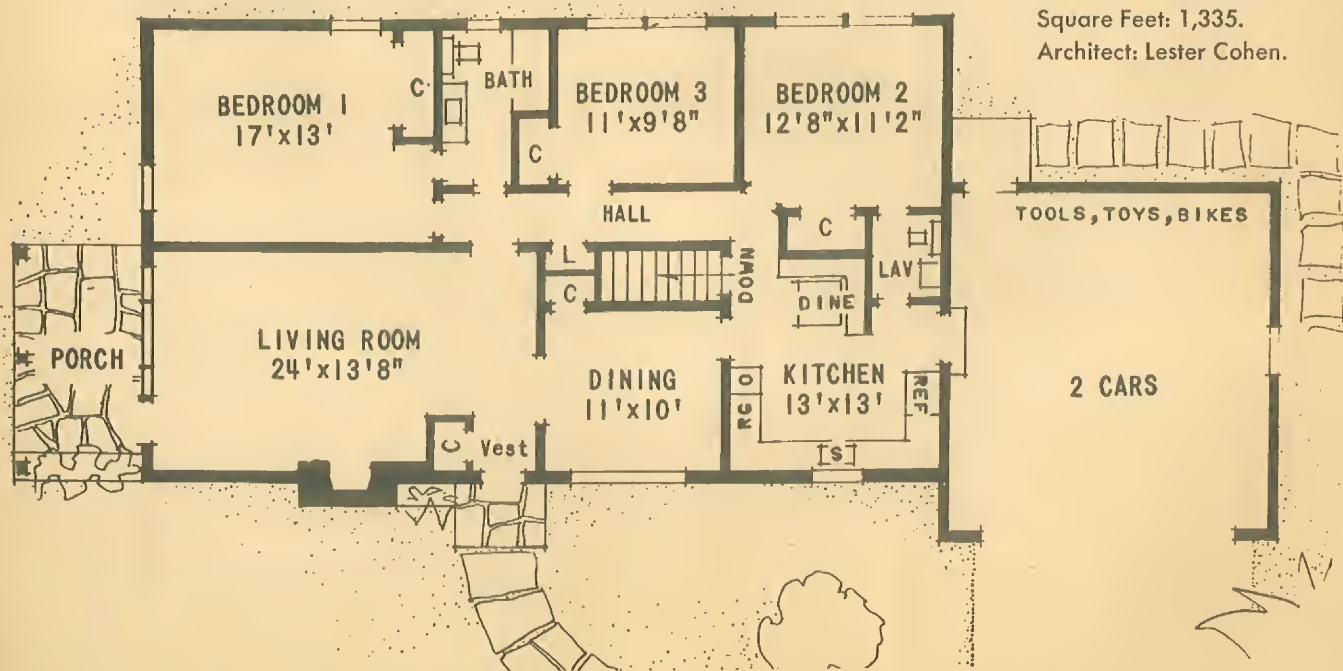 Square Feet: 1,335.
Architect: Lester Cohen.
BEDROOM 1
17'x13'
C
BATH
C
BEDROOM 3
11'x9'8"
BEDROOM 2
12'8"x11'2"
HALL
TOOLS, TOYS, BIKES
L
C
DOWN
C
LAV
DINE
PORCH
LIVING ROOM
24'x13'8"
DINING
11'x10'
RG O
KITCHEN
13'x13'
REF
2 CARS
C
Vest
S